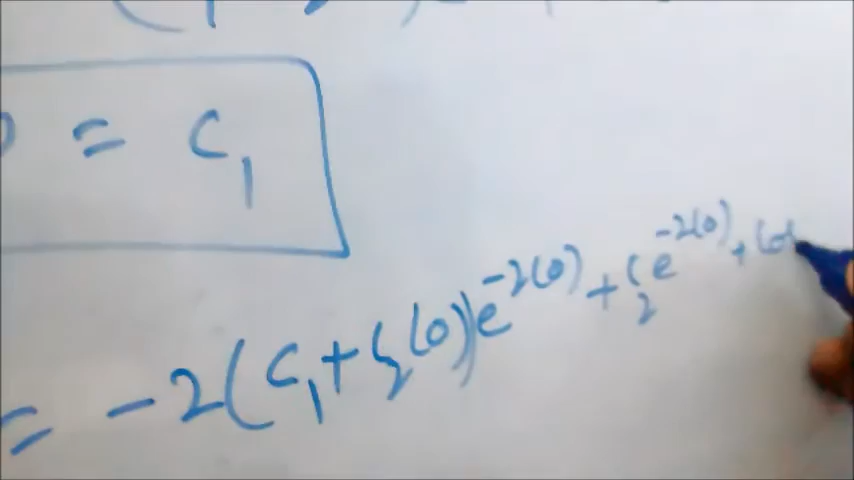 = C₁
= -2(C₁+C₂(0))e⁻²⁽⁰⁾ + C₂e⁻²⁽⁰⁾ +